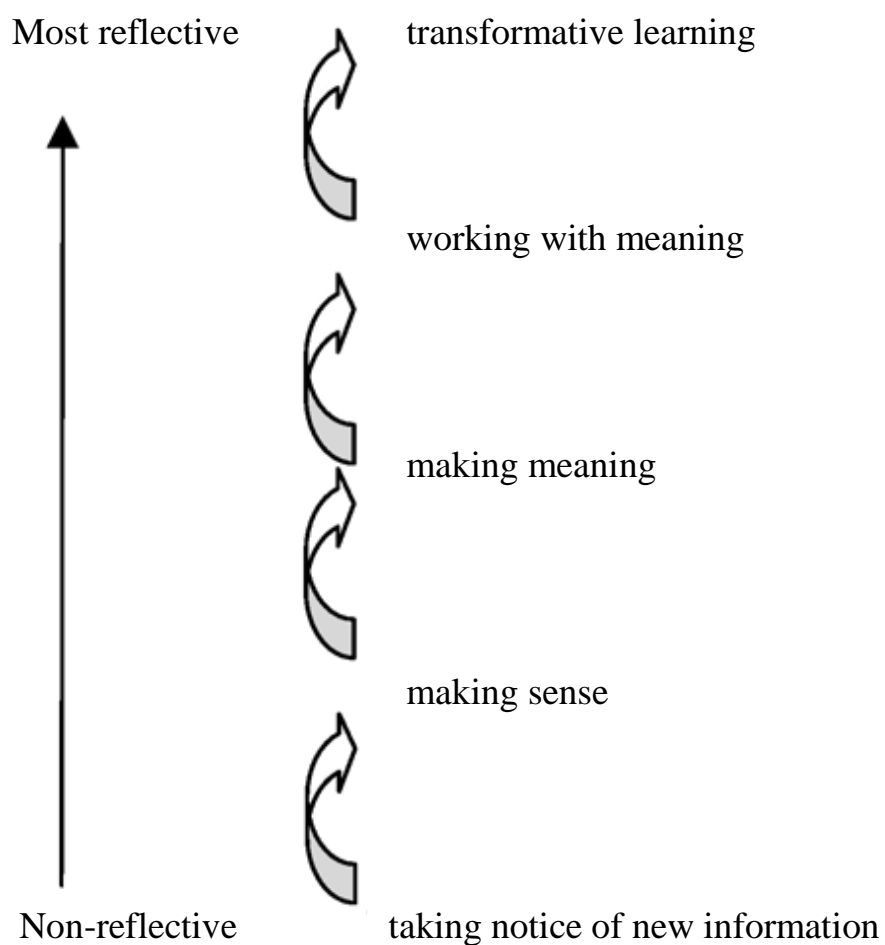 Most reflective transformative learning
working with meaning
making meaning
making sense
Non-reflective taking notice of new information